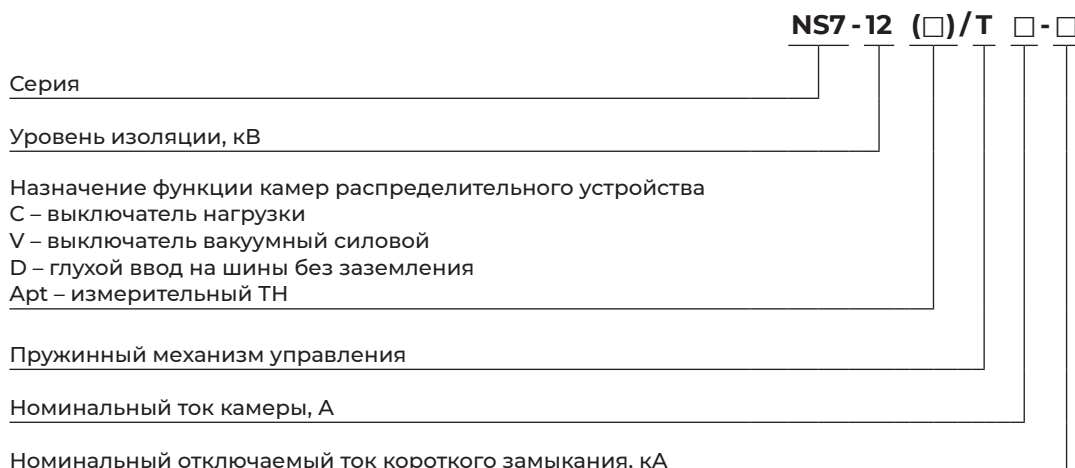 NS7-12 (□)/T □-□
Серия
Уровень изоляции, кВ
Назначение функции камер распределительного устройства
C – выключатель нагрузки
V – выключатель вакуумный силовой
D – глухой ввод на шины без заземления
Apt – измерительный ТН
Пружинный механизм управления
Номинальный ток камеры, А
Номинальный отключаемый ток короткого замыкания, кА